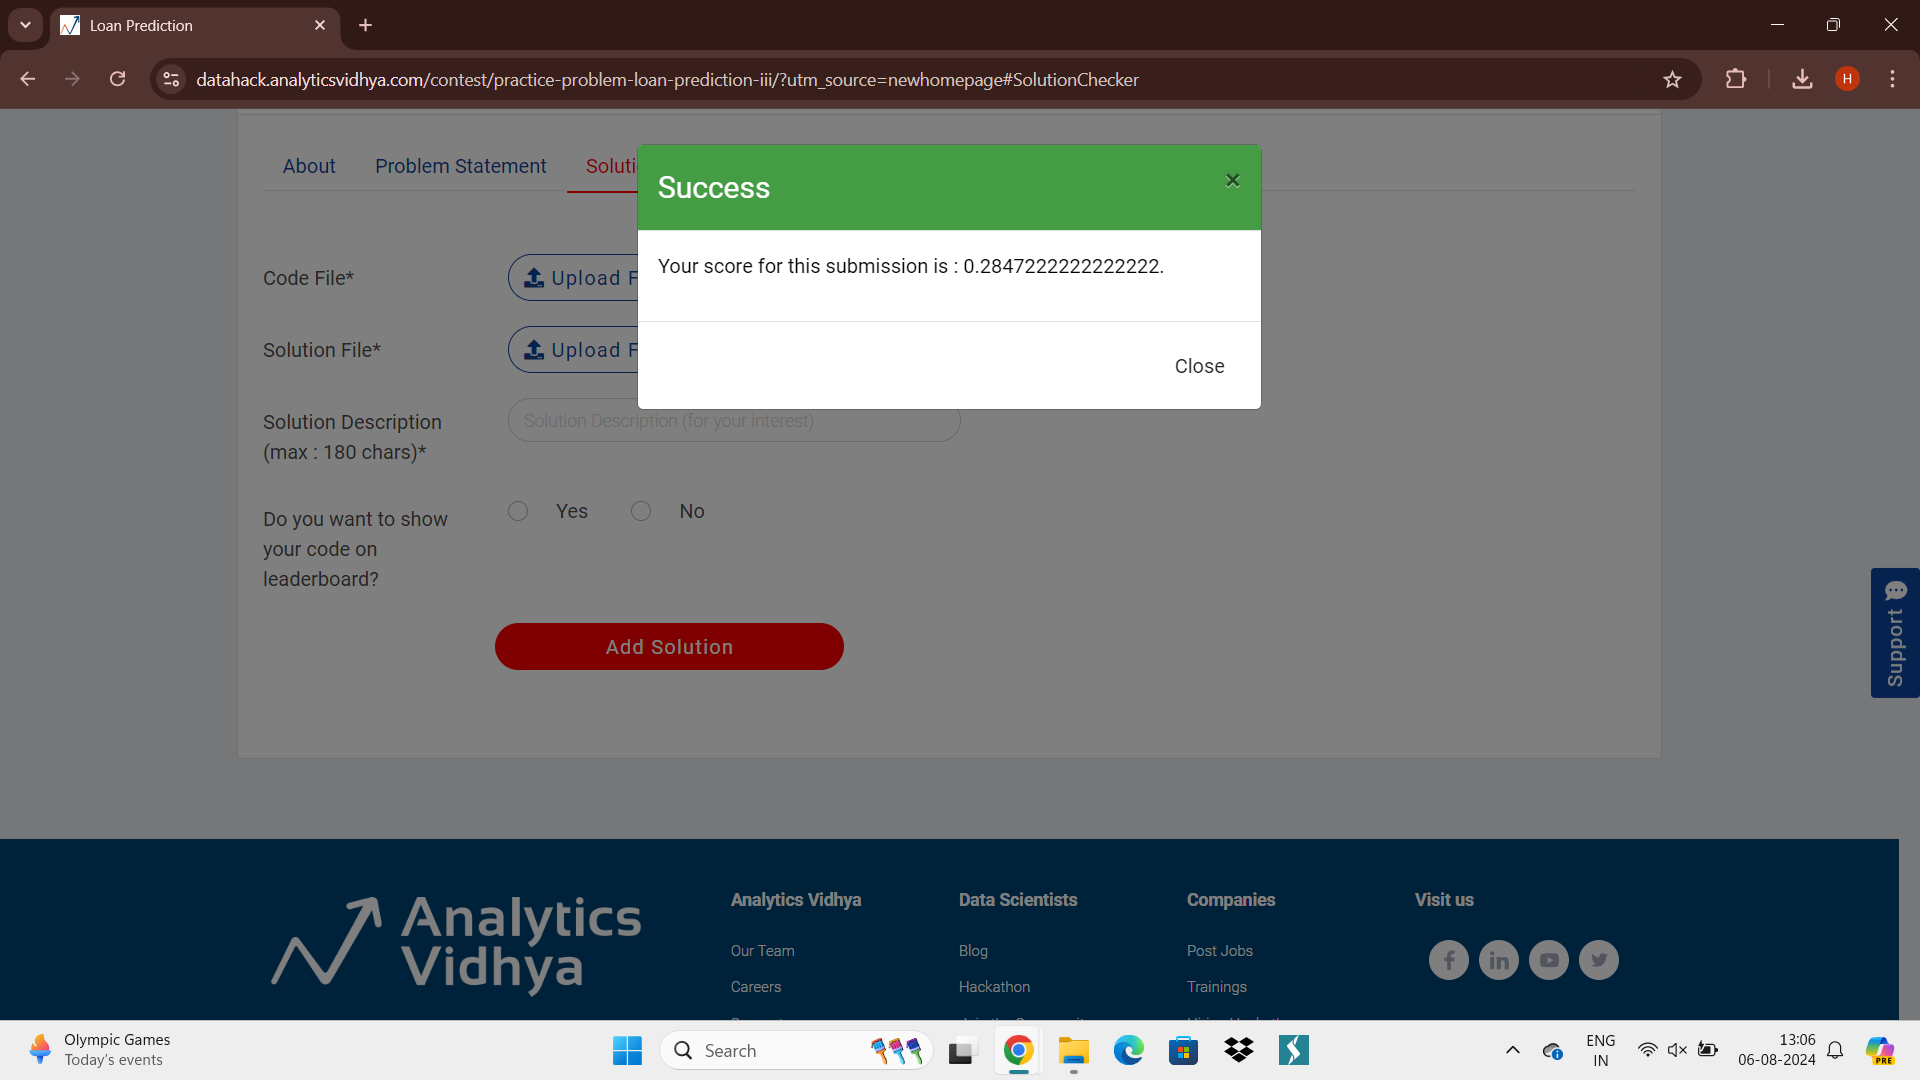 Loan Prediction
datahack.analyticsvidhya.com/contest/practice-problem-loan-prediction-iii/?utm_source=newhomepage#SolutionChecker
H
About Problem Statement Soluti
Success
×
Your score for this submission is : 0.2847222222222222.
Close
Code File*
Upload F
Solution File*
Upload F
Solution Description
(max : 180 chars)*
Solution Description (for your interest)
Do you want to show
your code on
leaderboard?
Yes No
Add Solution
Support
Analytics
Vidhya
Analytics Vidhya
Our Team
Careers
Data Scientists
Blog
Hackathon
Companies
Post Jobs
Trainings
Visit us
Olympic Games
Today's events
Search
ENG
IN
13:06
06-08-2024
PRE